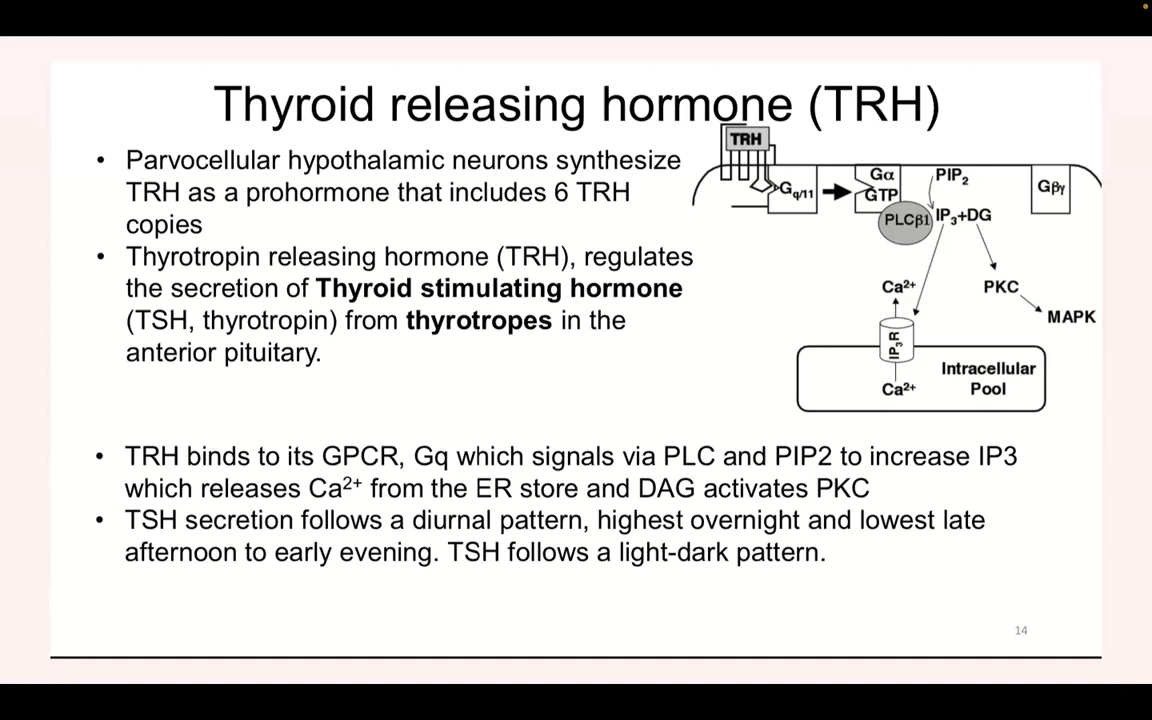 Thyroid releasing hormone (TRH)
• Parvocellular hypothalamic neurons synthesize
TRH as a prohormone that includes 6 TRH
copies
• Thyrotropin releasing hormone (TRH), regulates
the secretion of Thyroid stimulating hormone
(TSH, thyrotropin) from thyrotropes in the
anterior pituitary.
TRH
Gq/11
Gα
GTP
PLCβ1
PIP₂
IP₃+DG
Gβγ
Ca²⁺
PKC
MAPK
IP₃R
Ca²⁺
Intracellular
Pool
• TRH binds to its GPCR, Gq which signals via PLC and PIP2 to increase IP3
which releases Ca²⁺ from the ER store and DAG activates PKC
• TSH secretion follows a diurnal pattern, highest overnight and lowest late
afternoon to early evening. TSH follows a light-dark pattern.
14